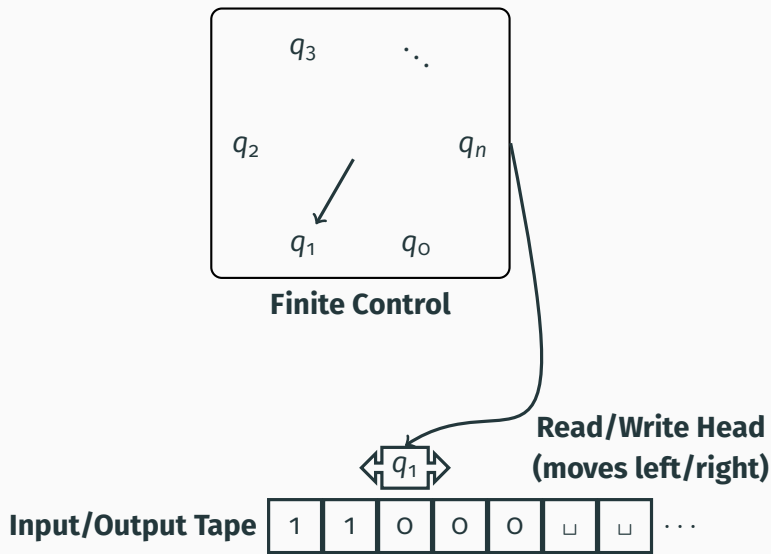 q₃ ⋱
q₂ qₙ
q₁ q₀
Finite Control
Read/Write Head
(moves left/right)
q₁
Input/Output Tape 1 1 0 0 0 ⊔ ⊔ ···